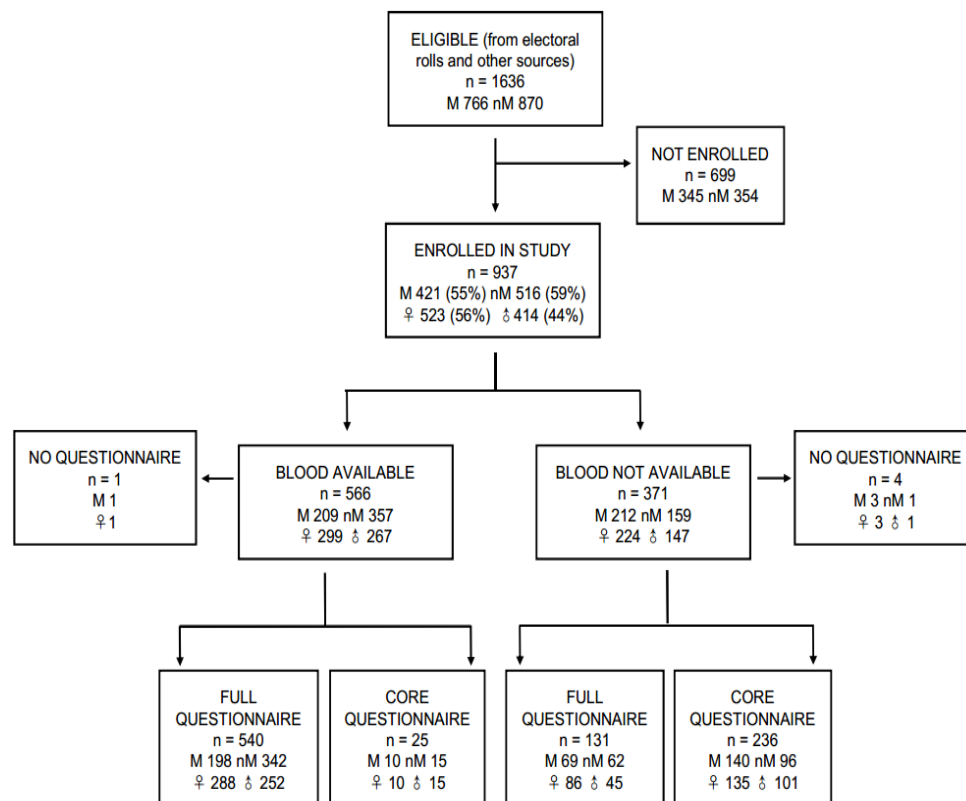 ELIGIBLE (from electoral
rolls and other sources)
n = 1636
M 766 nM 870
NOT ENROLLED
n = 699
M 345 nM 354
ENROLLED IN STUDY
n = 937
M 421 (55%) nM 516 (59%)
♀ 523 (56%) ♂ 414 (44%)
NO QUESTIONNAIRE
n = 1
M 1
♀ 1
BLOOD AVAILABLE
n = 566
M 209 nM 357
♀ 299 ♂ 267
BLOOD NOT AVAILABLE
n = 371
M 212 nM 159
♀ 224 ♂ 147
NO QUESTIONNAIRE
n = 4
M 3 nM 1
♀ 3 ♂ 1
FULL
QUESTIONNAIRE
n = 540
M 198 nM 342
♀ 288 ♂ 252
CORE
QUESTIONNAIRE
n = 25
M 10 nM 15
♀ 10 ♂ 15
FULL
QUESTIONNAIRE
n = 131
M 69 nM 62
♀ 86 ♂ 45
CORE
QUESTIONNAIRE
n = 236
M 140 nM 96
♀ 135 ♂ 101